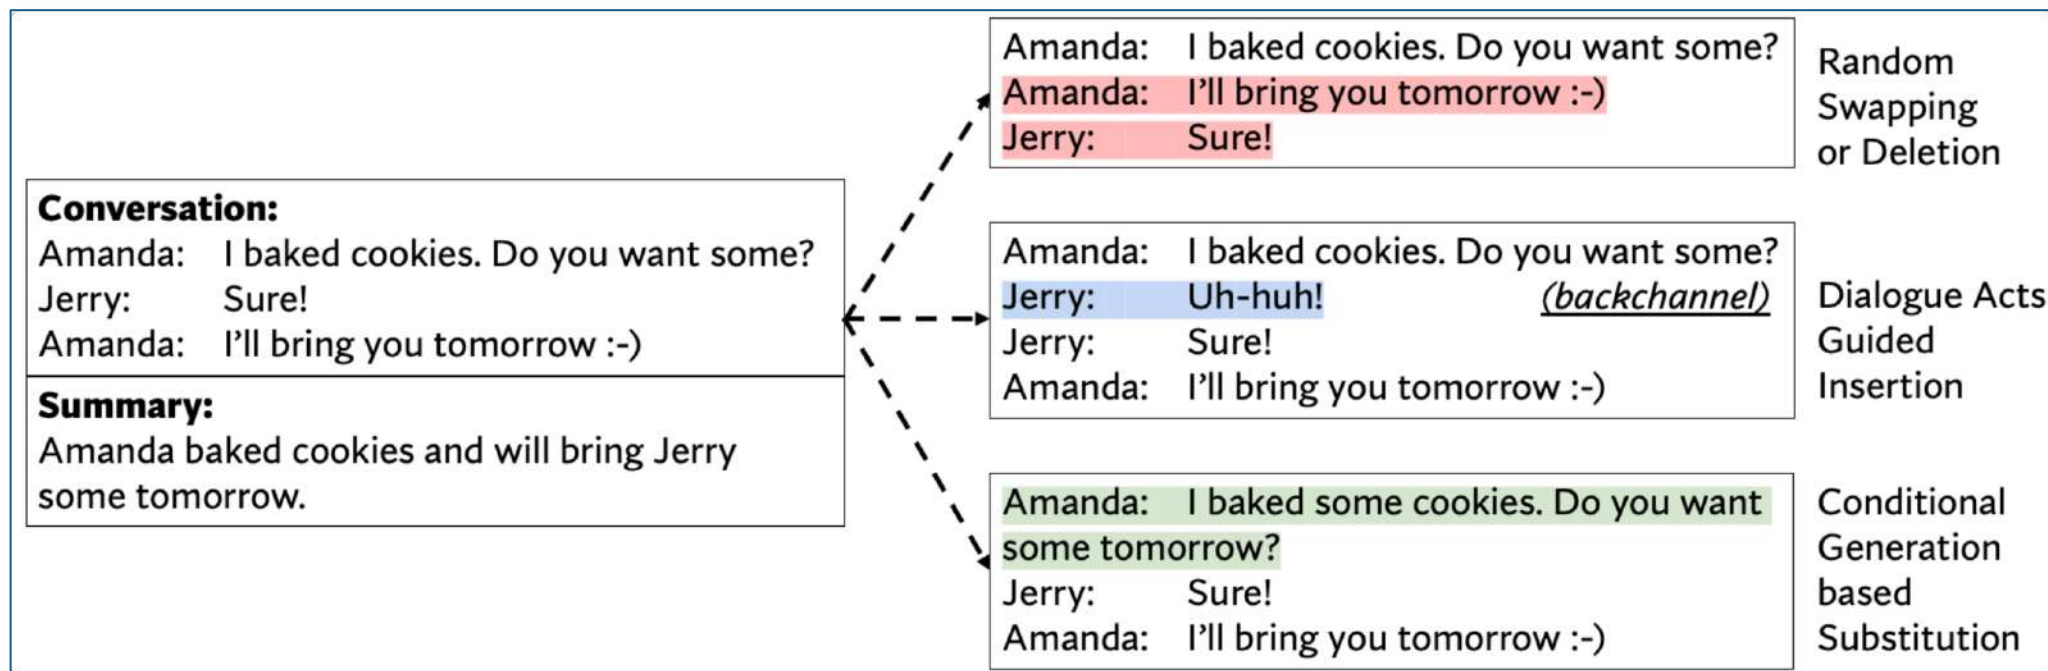 Conversation:
Amanda: I baked cookies. Do you want some?
Jerry: Sure!
Amanda: I'll bring you tomorrow :-)
Summary:
Amanda baked cookies and will bring Jerry
some tomorrow.
Amanda: I baked cookies. Do you want some?
Amanda: I'll bring you tomorrow :-)
Jerry: Sure!
Random
Swapping
or Deletion
Amanda: I baked cookies. Do you want some?
Jerry: Uh-huh! (backchannel)
Jerry: Sure!
Amanda: I'll bring you tomorrow :-)
Dialogue Acts
Guided
Insertion
Amanda: I baked some cookies. Do you want
some tomorrow?
Jerry: Sure!
Amanda: I'll bring you tomorrow :-)
Conditional
Generation
based
Substitution